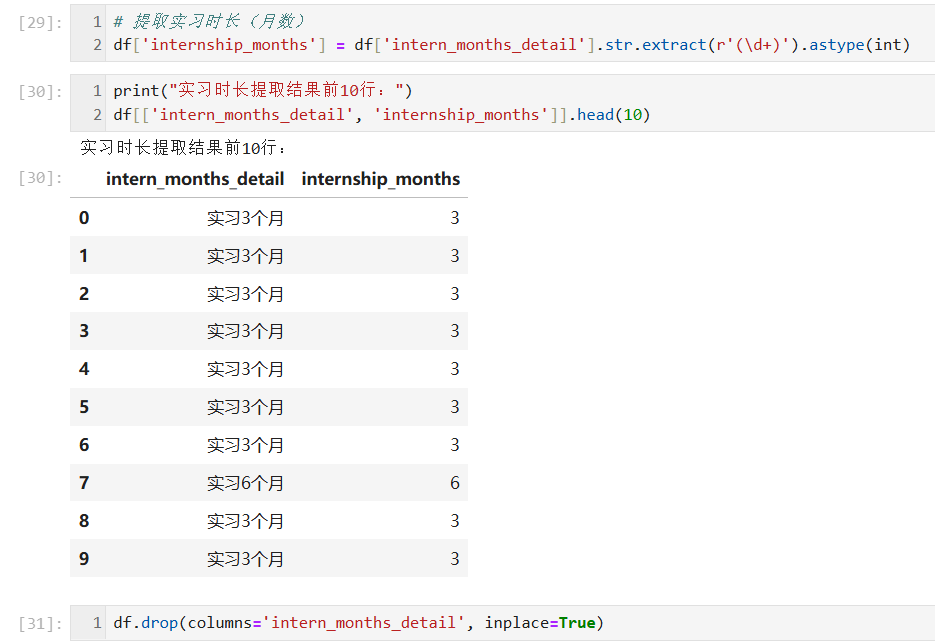 [29]:
1 # 提取实习时长（月数）
2 df['internship_months'] = df['intern_months_detail'].str.extract(r'(\d+)').astype(int)
[30]:
1 print("实习时长提取结果前10行：")
2 df[['intern_months_detail', 'internship_months']].head(10)
实习时长提取结果前10行：
[30]:
intern_months_detail internship_months
0 实习3个月 3
1 实习3个月 3
2 实习3个月 3
3 实习3个月 3
4 实习3个月 3
5 实习3个月 3
6 实习3个月 3
7 实习6个月 6
8 实习3个月 3
9 实习3个月 3
[31]:
1 df.drop(columns='intern_months_detail', inplace=True)